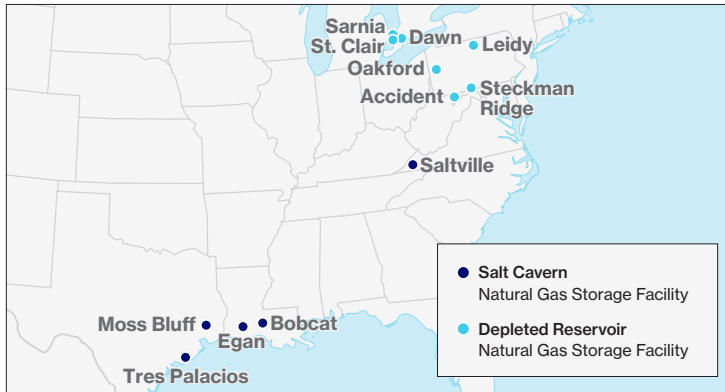 Sarnia
St. Clair
Dawn
Leidy
Oakford
Accident
Steckman
Ridge
Saltville
Moss Bluff
Egan
Bobcat
Tres Palacios
Salt Cavern
Natural Gas Storage Facility
Depleted Reservoir
Natural Gas Storage Facility